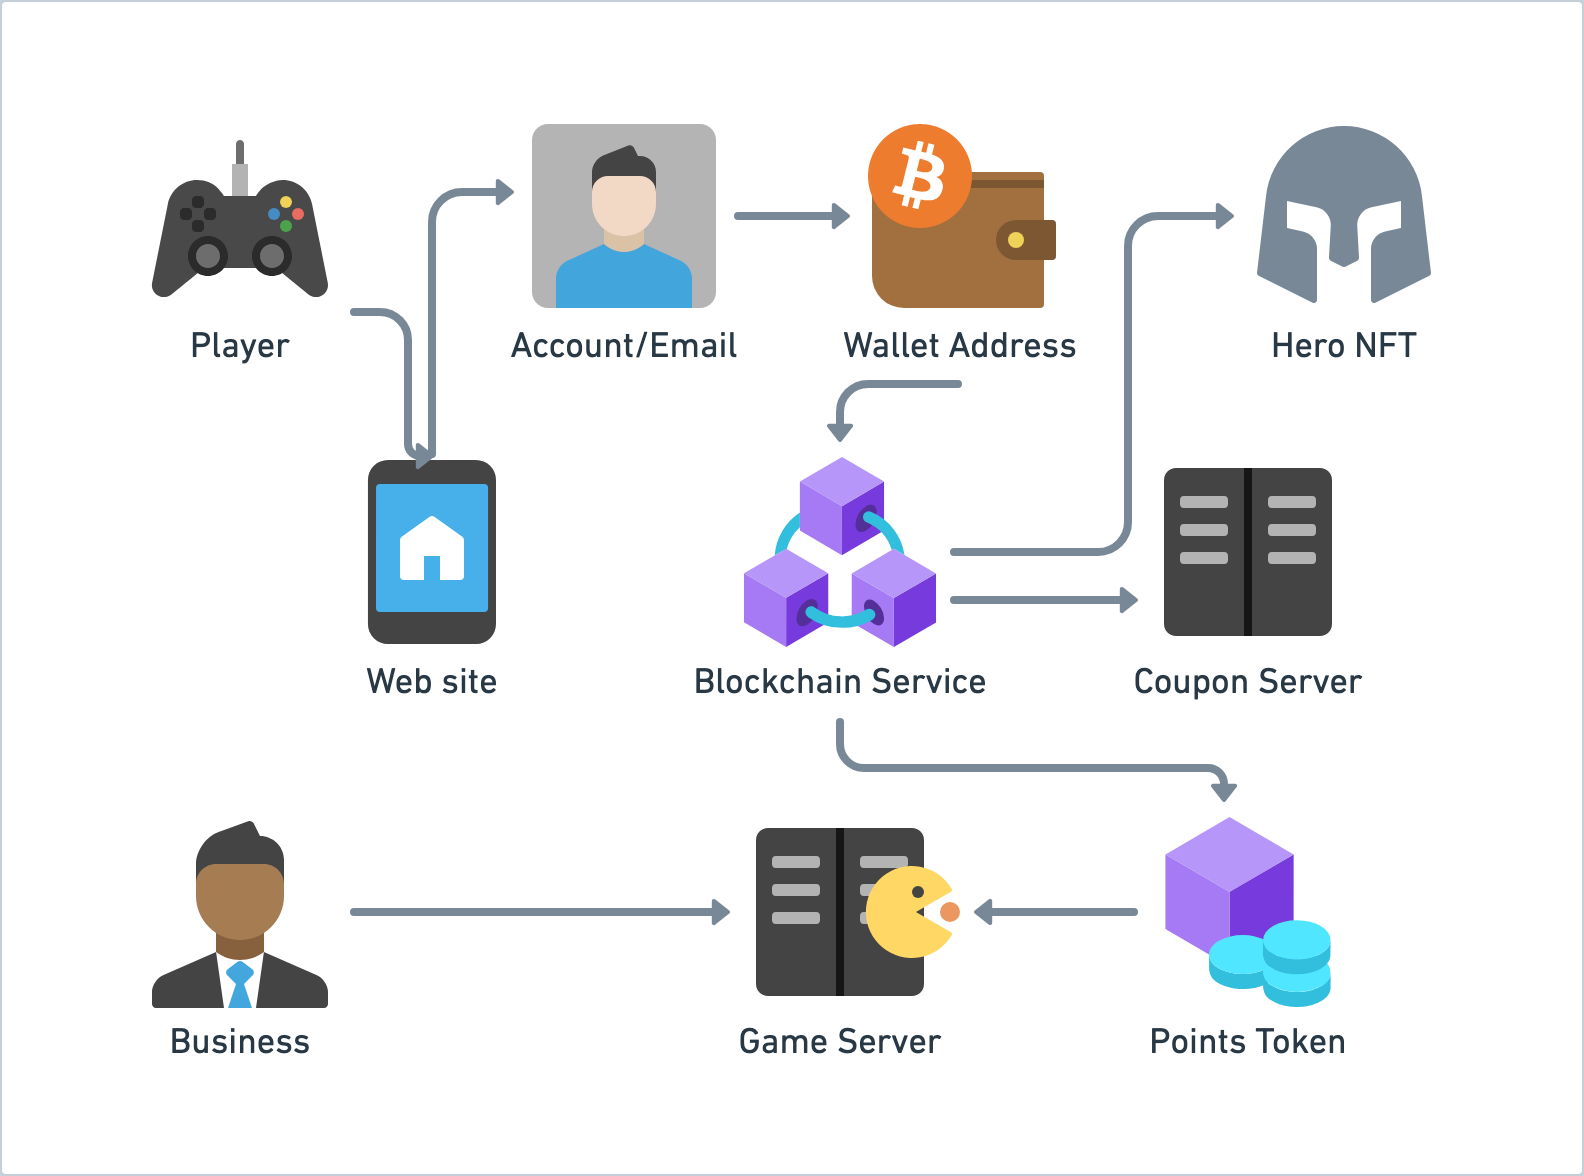 Player
Account/Email
Wallet Address
Hero NFT
Web site
Blockchain Service
Coupon Server
Business
Game Server
Points Token